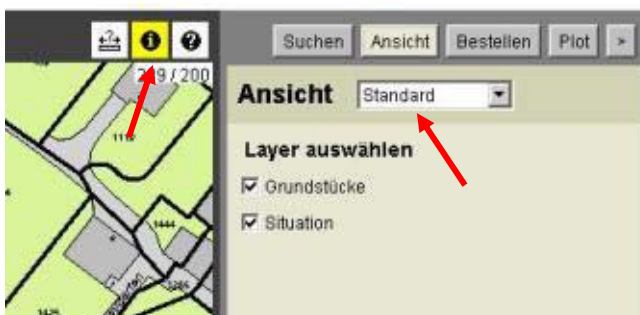 Suchen Ansicht Bestellen Plot >
Ansicht Standard
Layer auswählen
Grundstücke
Situation
1444